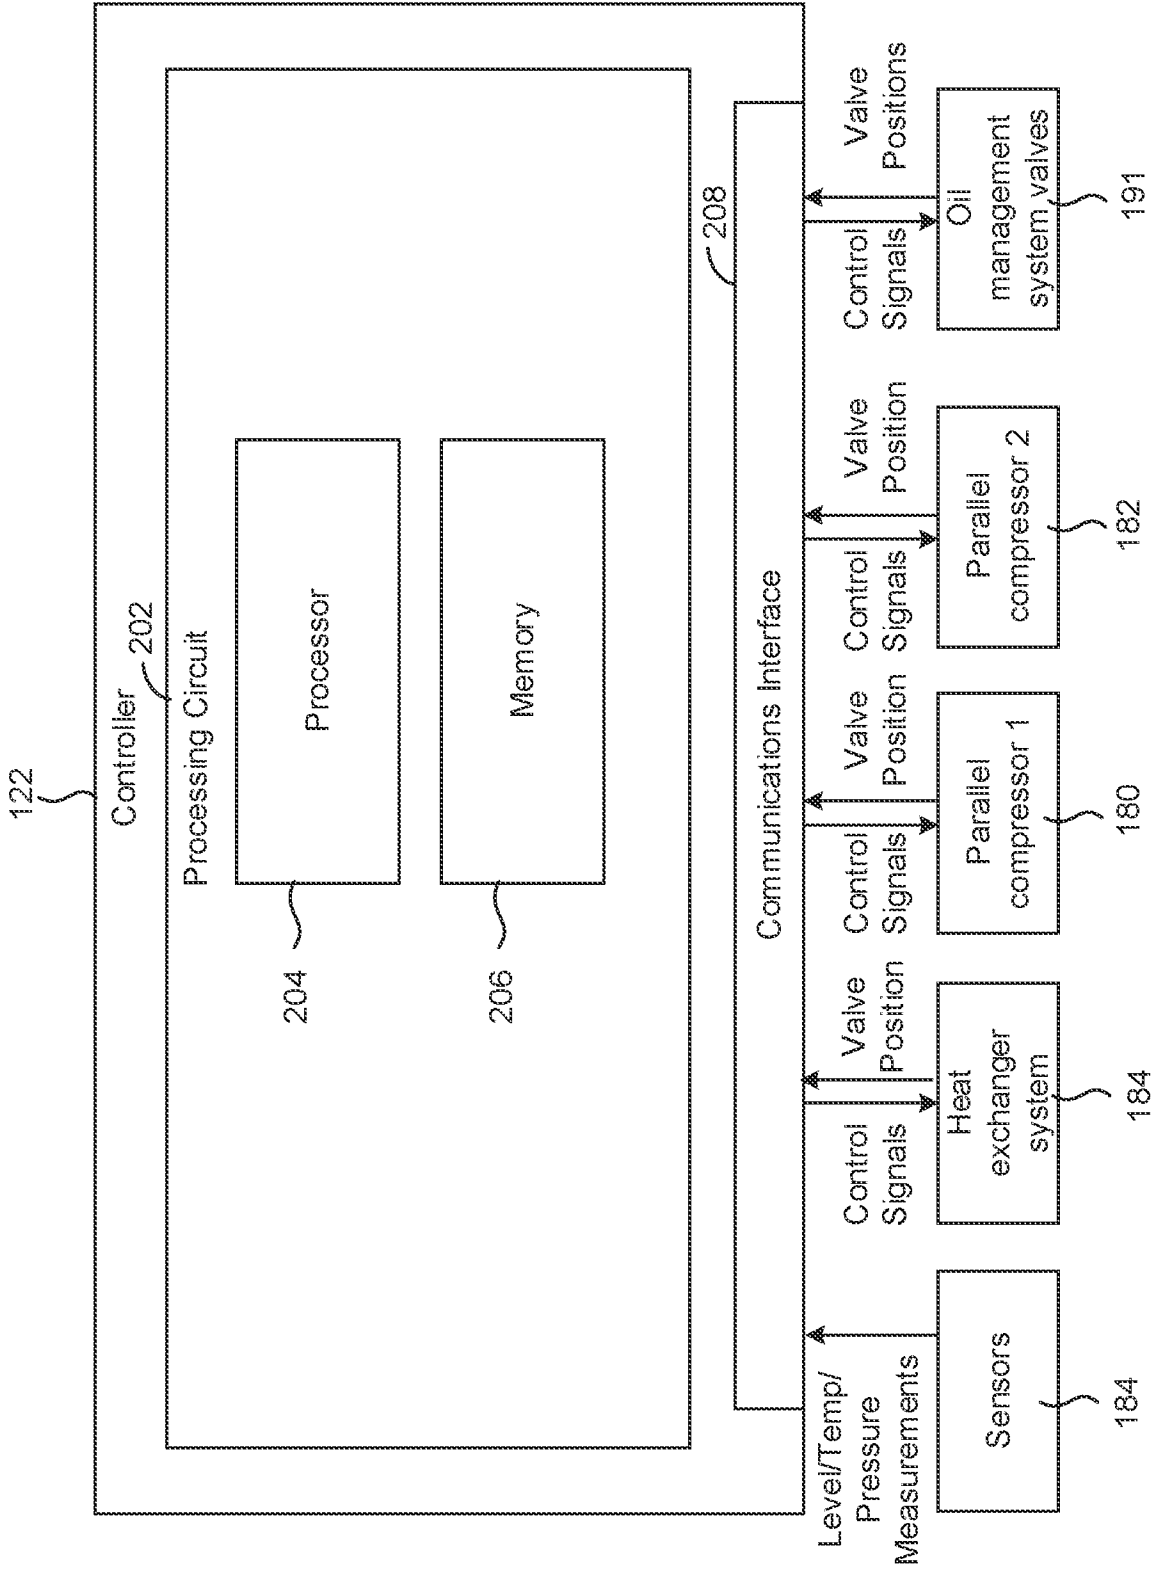 122
Controller
202
Processing Circuit
Processor
204
Memory
206
208
Communications Interface
Level/Temp/
Pressure
Measurements
Control
Signals
Valve
Position
Control
Signals
Valve
Position
Control
Signals
Valve
Position
Control
Signals
Valve
Positions
Sensors
184
Heat
exchanger
system
184
Parallel
compressor 1
180
Parallel
compressor 2
182
Oil
management
system valves
191